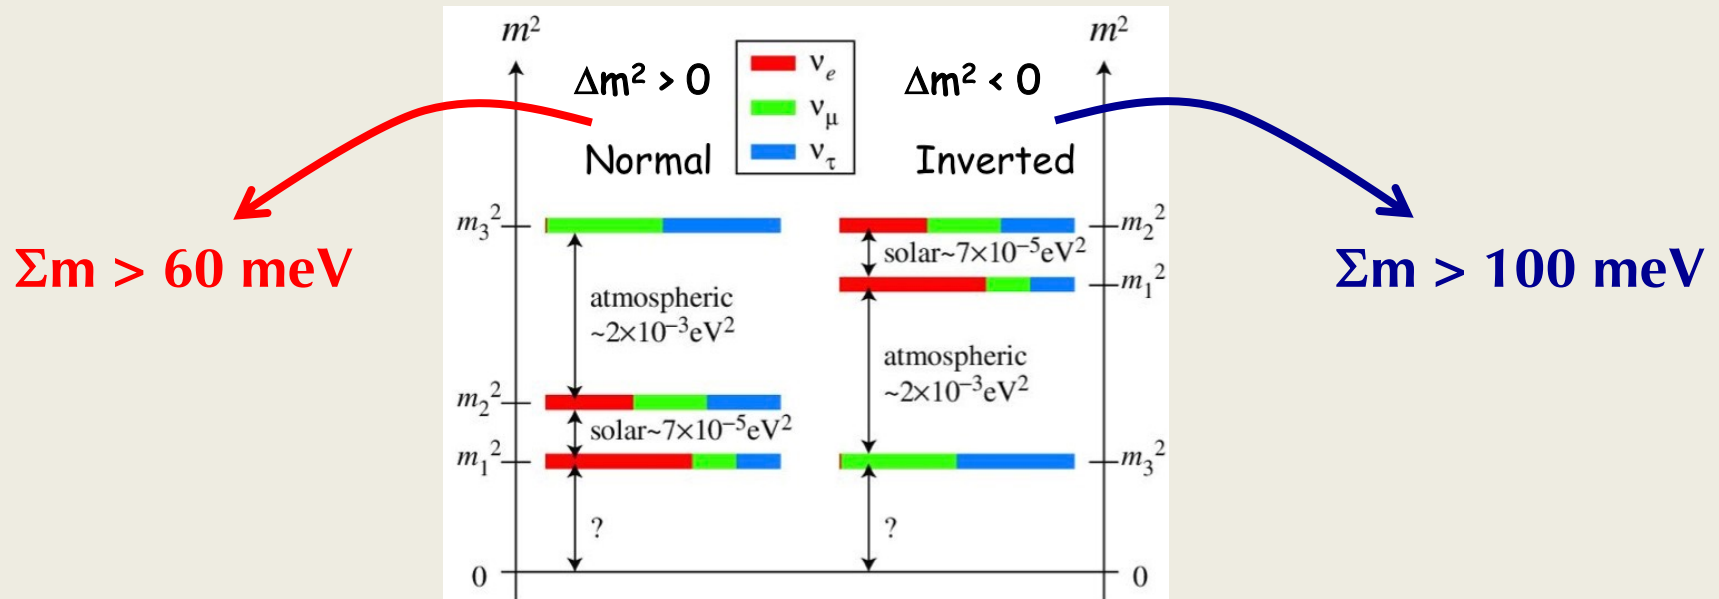 m²
m²
Δm² > 0
Δm² < 0
νₑ
ν_μ
ν_τ
Normal
Inverted
Σm > 60 meV
Σm > 100 meV
m₃²
m₂²
solar~7×10⁻⁵eV²
m₁²
atmospheric
~2×10⁻³eV²
atmospheric
~2×10⁻³eV²
m₂²
solar~7×10⁻⁵eV²
m₁²
m₃²
?
?
0
0